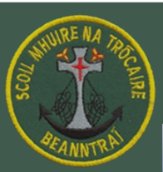 SCOIL MHUIRE NA TRÓCAIRE
BEANNTRAÍ